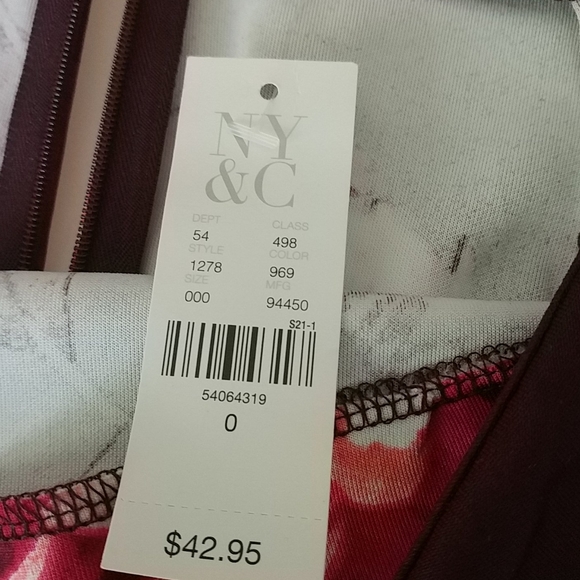 NY
&C
DEPT CLASS
54 498
STYLE COLOR
1278 969
SIZE MFG
000 94450
S21-1
54064319
0
$42.95